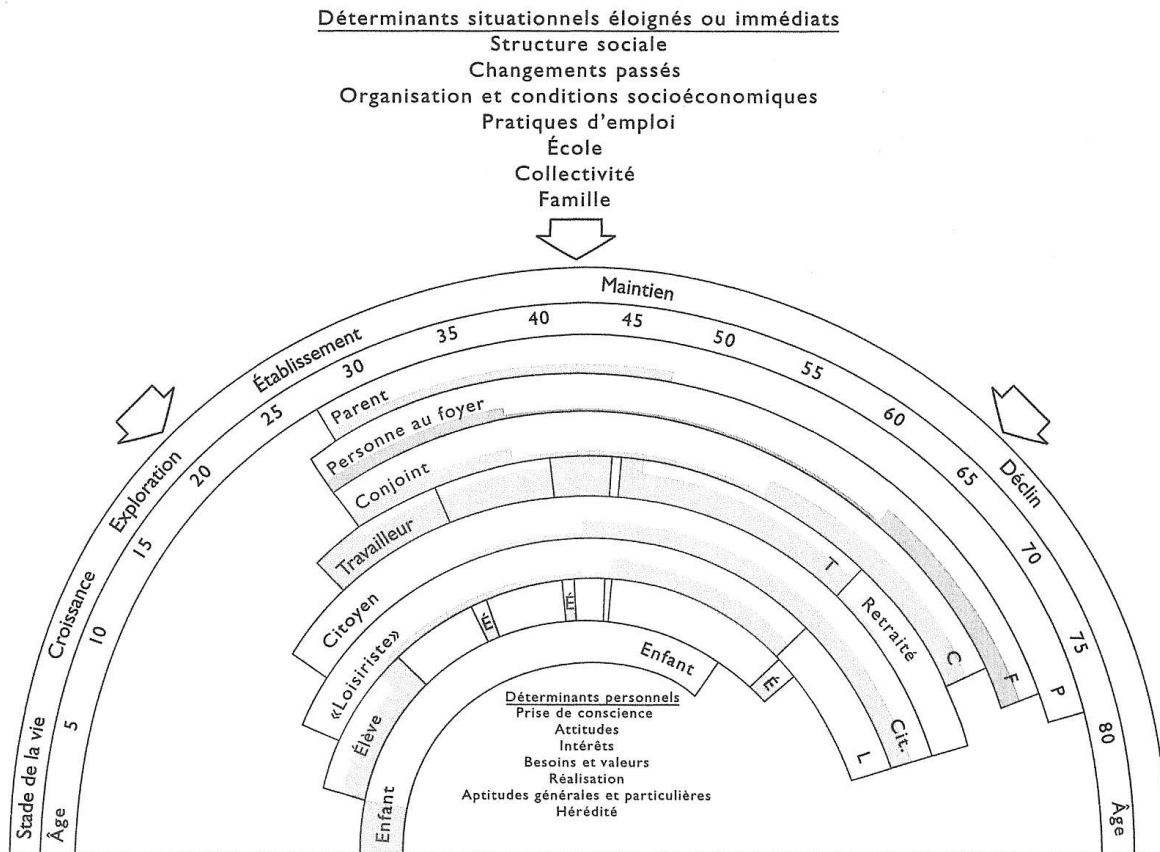 Déterminants situationnels éloignés ou immédiats
Structure sociale
Changements passés
Organisation et conditions socioéconomiques
Pratiques d'emploi
École
Collectivité
Famille
Stade de la vie
Croissance
Exploration
Établissement
Maintien
Déclin
Âge
5
10
15
20
25
30
35
40
45
50
55
60
65
70
75
80
Âge
Parent
P
Personne au foyer
F
Conjoint
C
Travailleur
T
Retraité
Citoyen
Cit.
«Loisiriste»
L
Élève
É
É
É
Enfant
Enfant
Déterminants personnels
Prise de conscience
Attitudes
Intérêts
Besoins et valeurs
Réalisation
Aptitudes générales et particulières
Hérédité